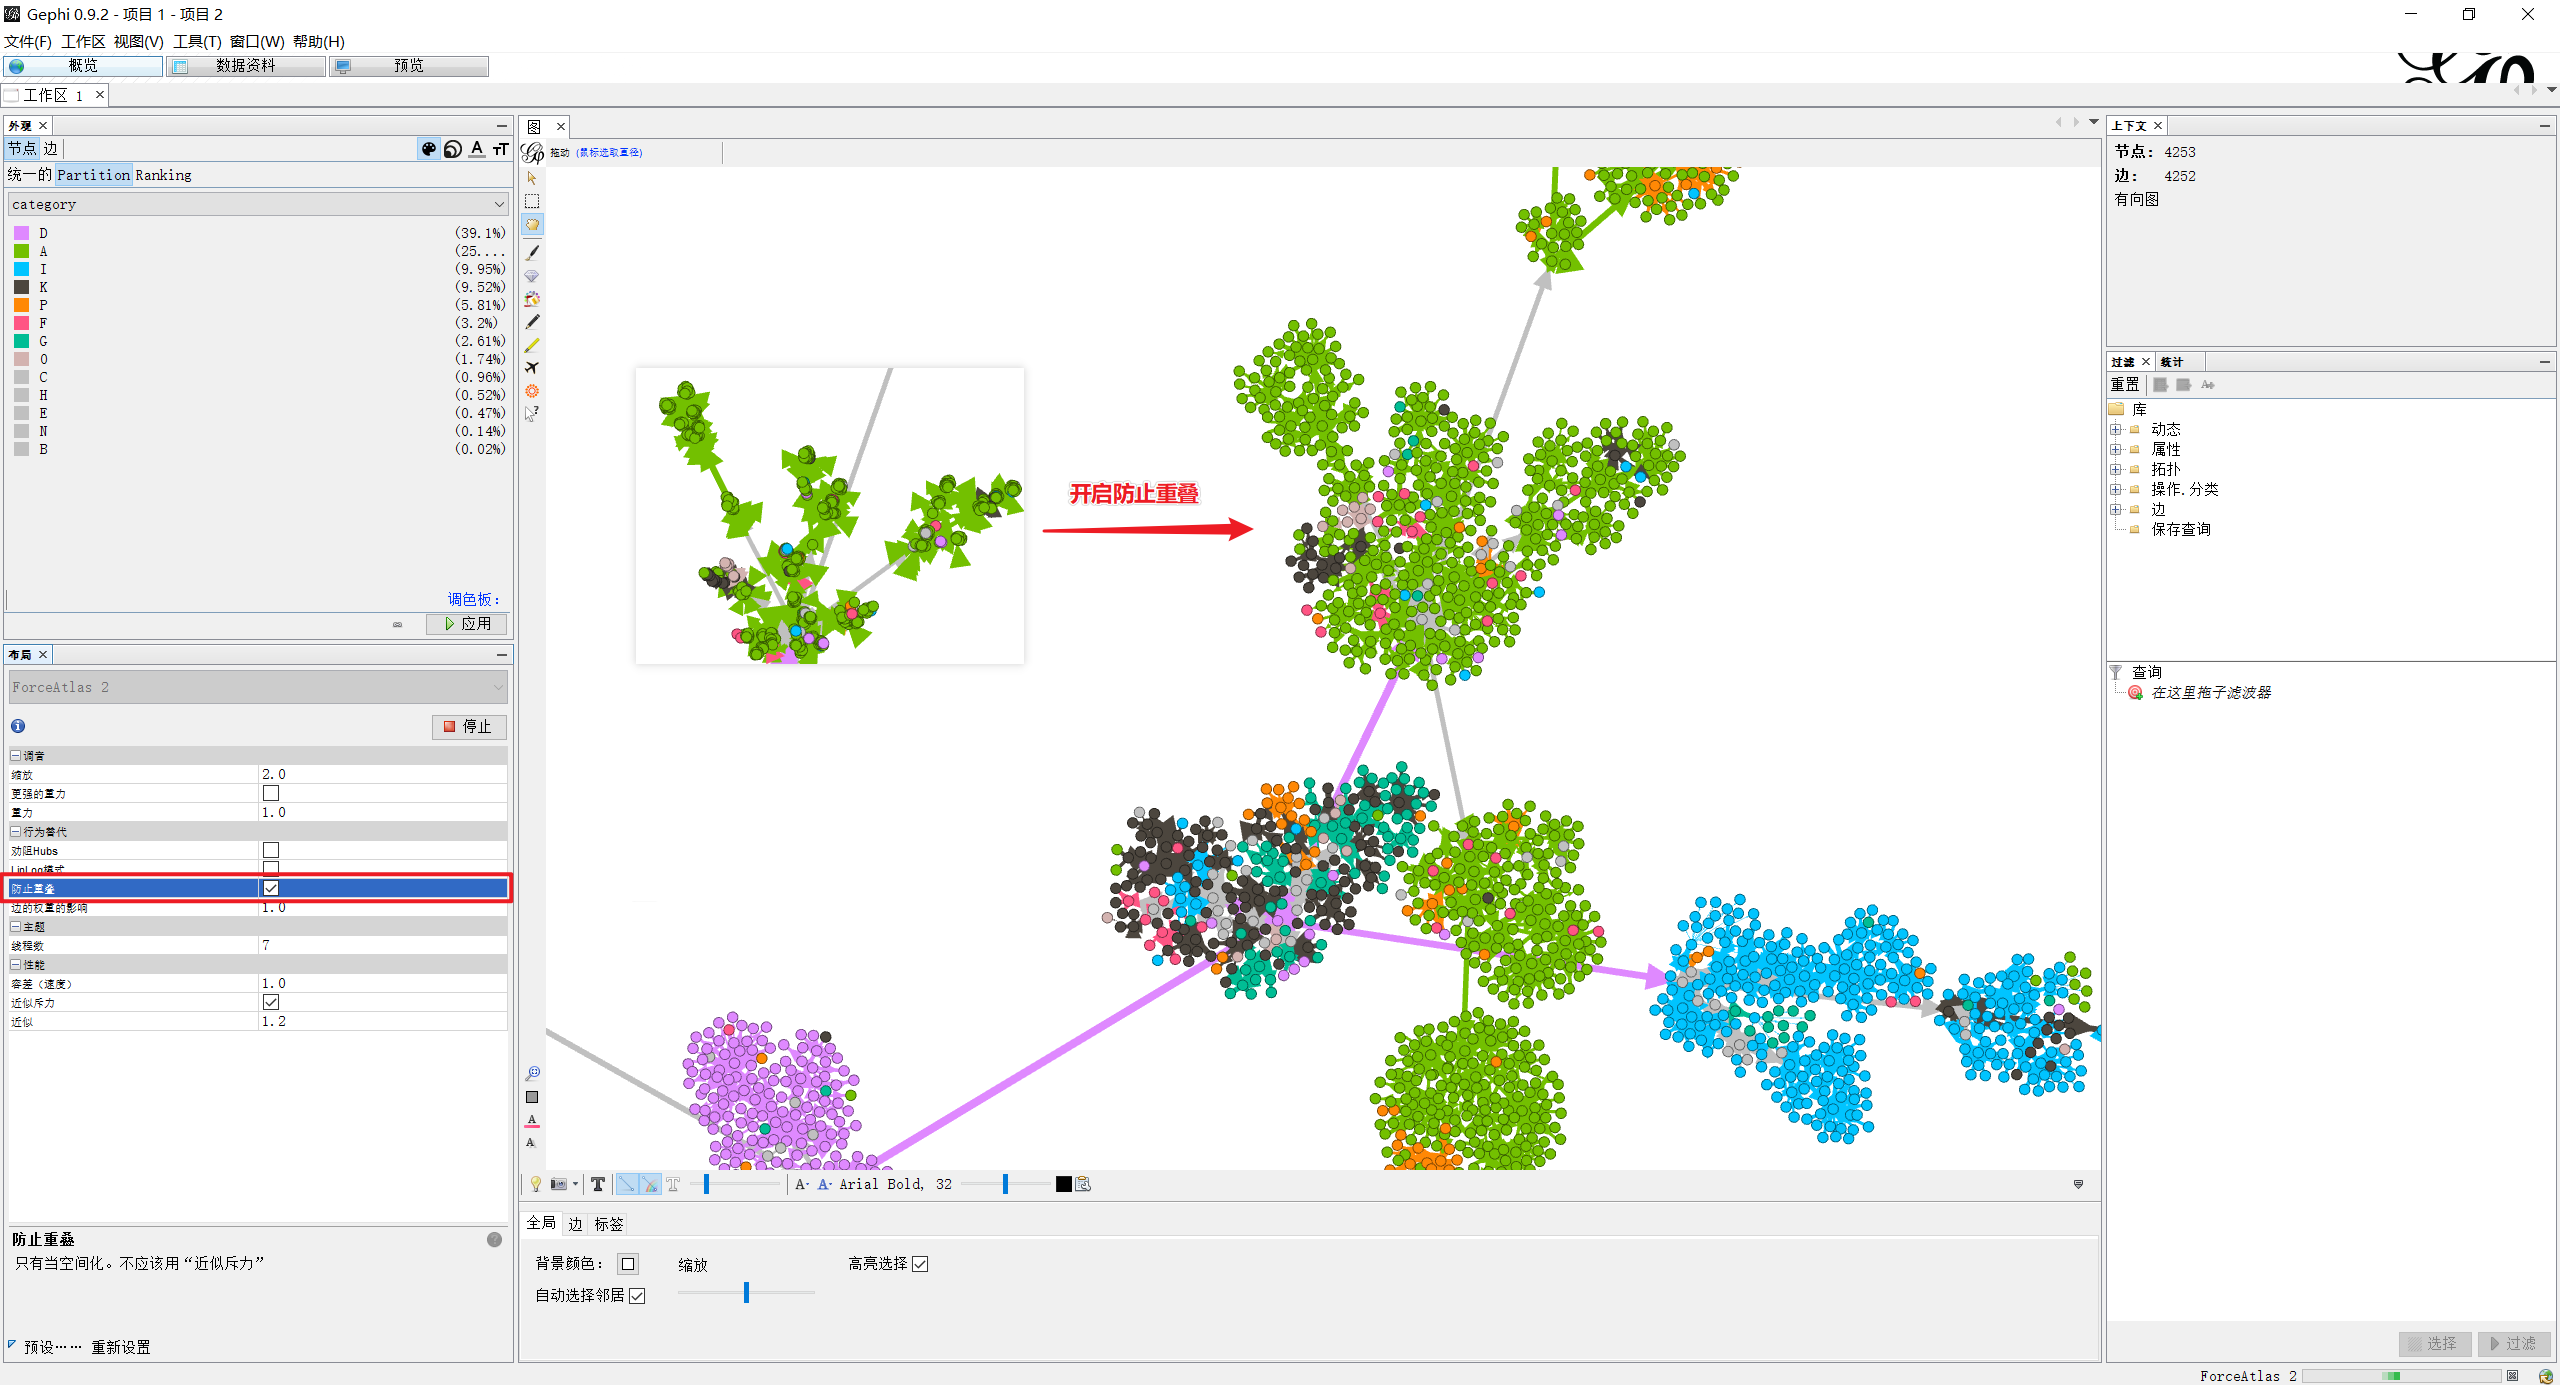 Gephi 0.9.2 - 项目 1 - 项目 2
文件(F) 工作区 视图(V) 工具(T) 窗口(W) 帮助(H)
概览
数据资料
预览
工作区 1
外观
节点 边
统一的 Partition Ranking
category
D (39.1%)
A (25....
I (9.95%)
K (9.52%)
P (5.81%)
F (3.2%)
G (2.61%)
O (1.74%)
C (0.96%)
H (0.52%)
E (0.47%)
N (0.14%)
B (0.02%)
调色板：
应用
布局
ForceAtlas 2
停止
调音
缩放 2.0
更强的重力
重力 1.0
行为替代
劝阻Hubs
LinLog模式
防止重叠
边的权重的影响 1.0
主题
线程数 7
性能
容差（速度） 1.0
近似斥力
近似 1.2
防止重叠
只有当空间化。不应该用“近似斥力”
预设…… 重新设置
图
拖动 (鼠标选取直径)
开启防止重叠
Arial Bold, 32
全局 边 标签
背景颜色： 缩放 高亮选择
自动选择邻居
上下文
节点： 4253
边： 4252
有向图
过滤 统计
重置
库
动态
属性
拓扑
操作.分类
边
保存查询
查询
在这里拖子滤波器
选择 过滤
ForceAtlas 2